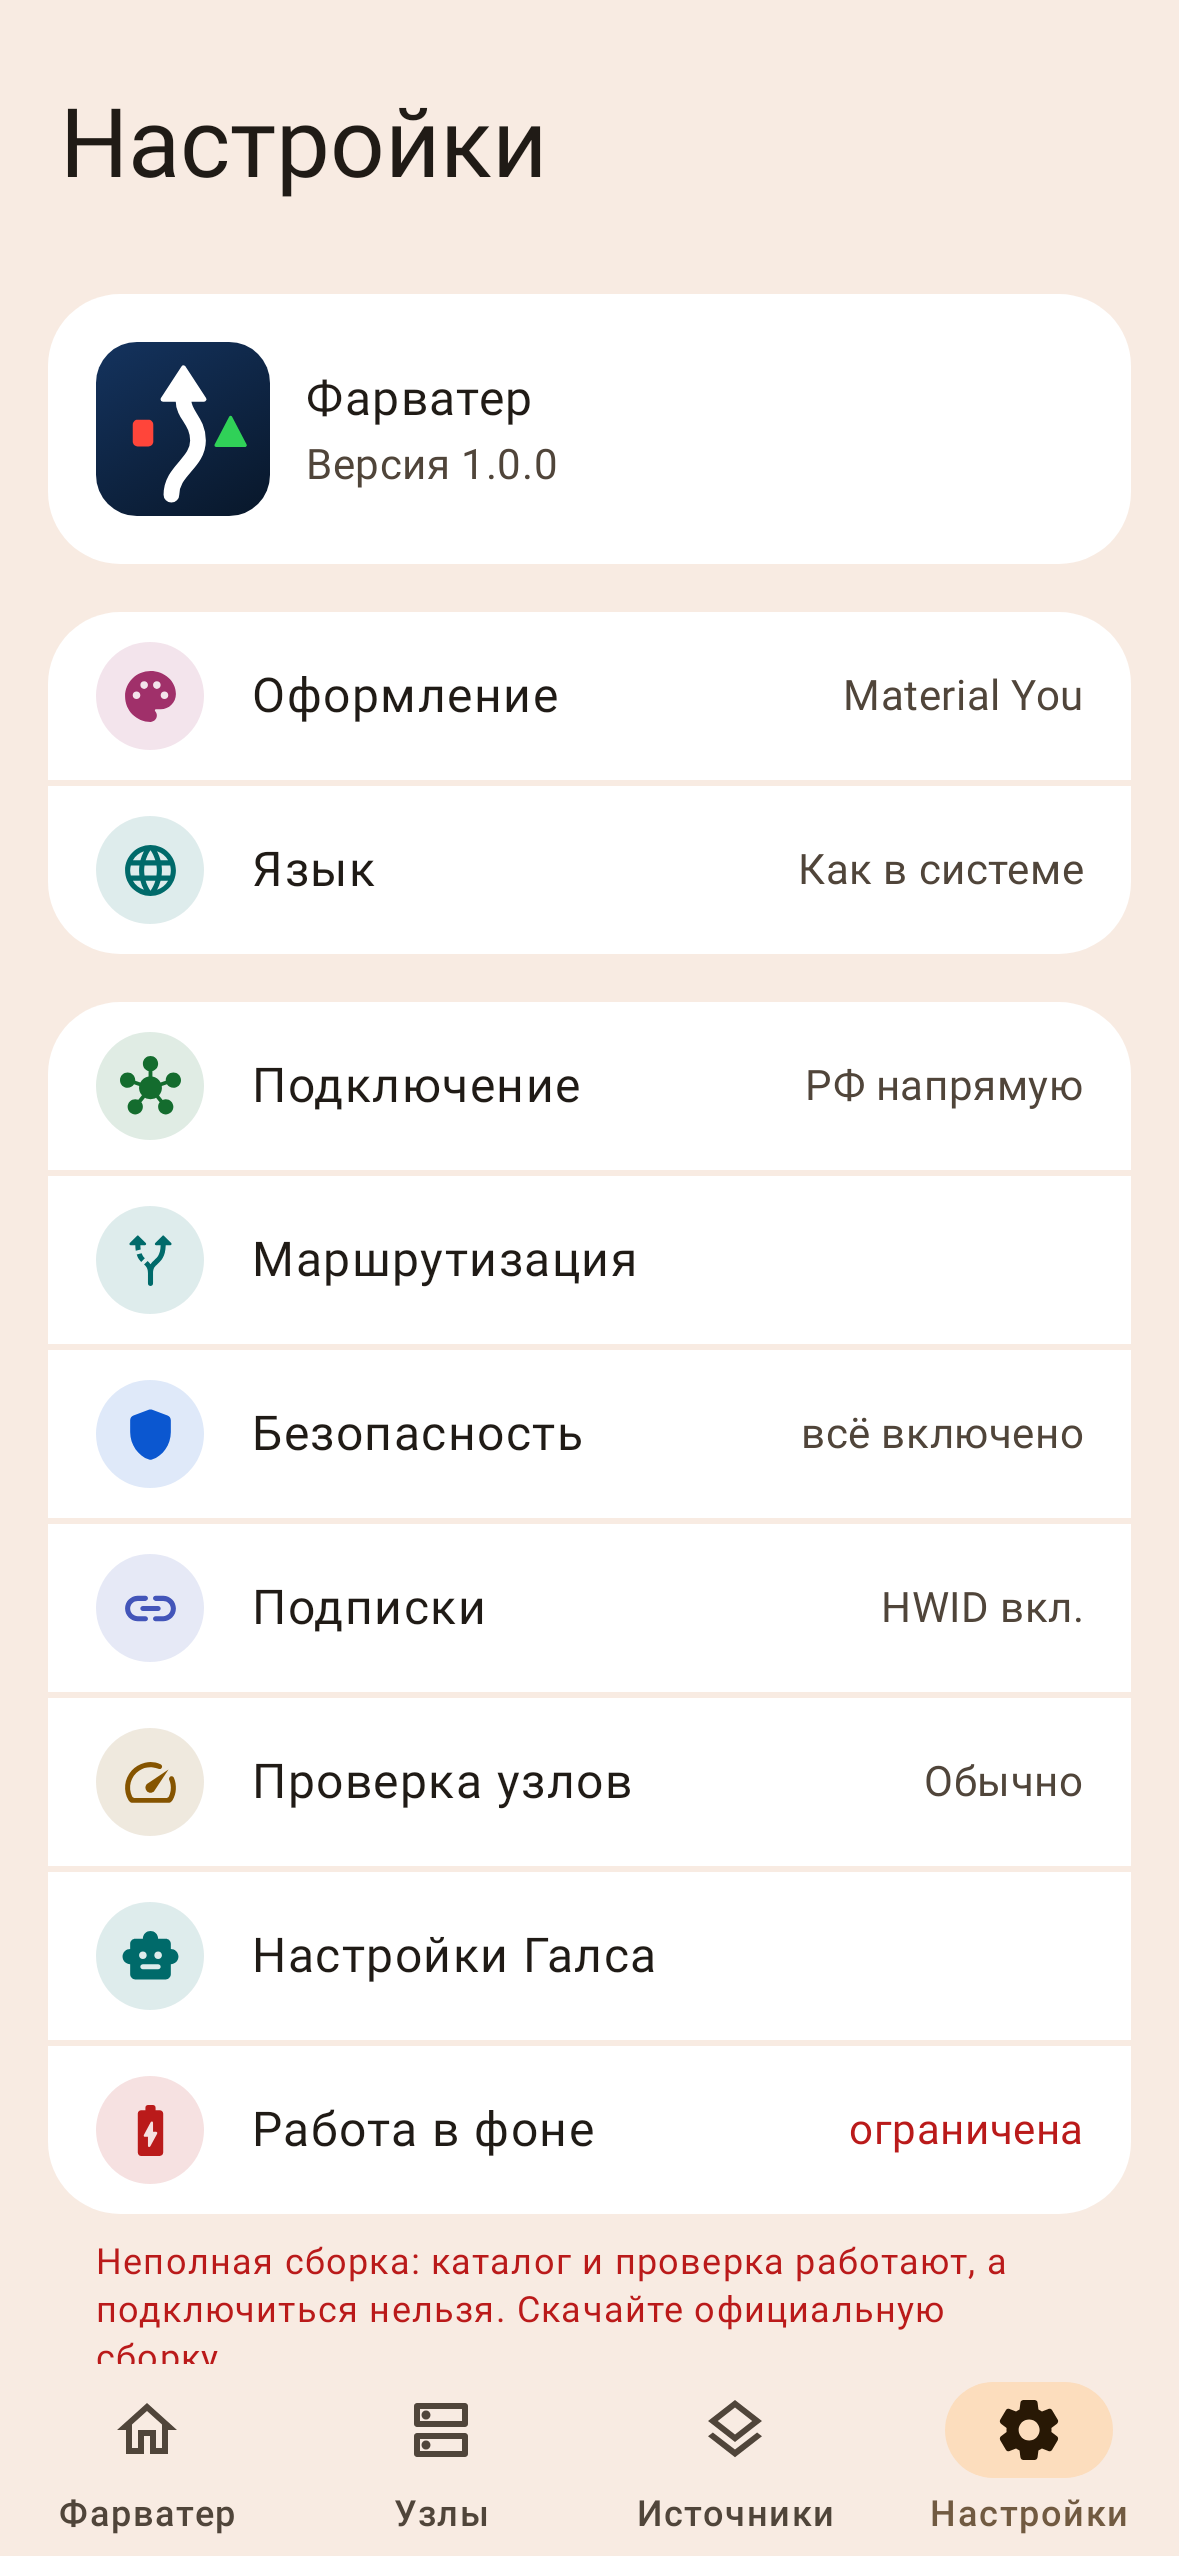 Настройки
Фарватер
Версия 1.0.0
Оформление Material You
Язык Как в системе
Подключение РФ напрямую
Маршрутизация
Безопасность всё включено
Подписки HWID вкл.
Проверка узлов Обычно
Настройки Галса
Работа в фоне ограничена
Неполная сборка: каталог и проверка работают, а
подключиться нельзя. Скачайте официальную
сборку
Фарватер Узлы Источники Настройки